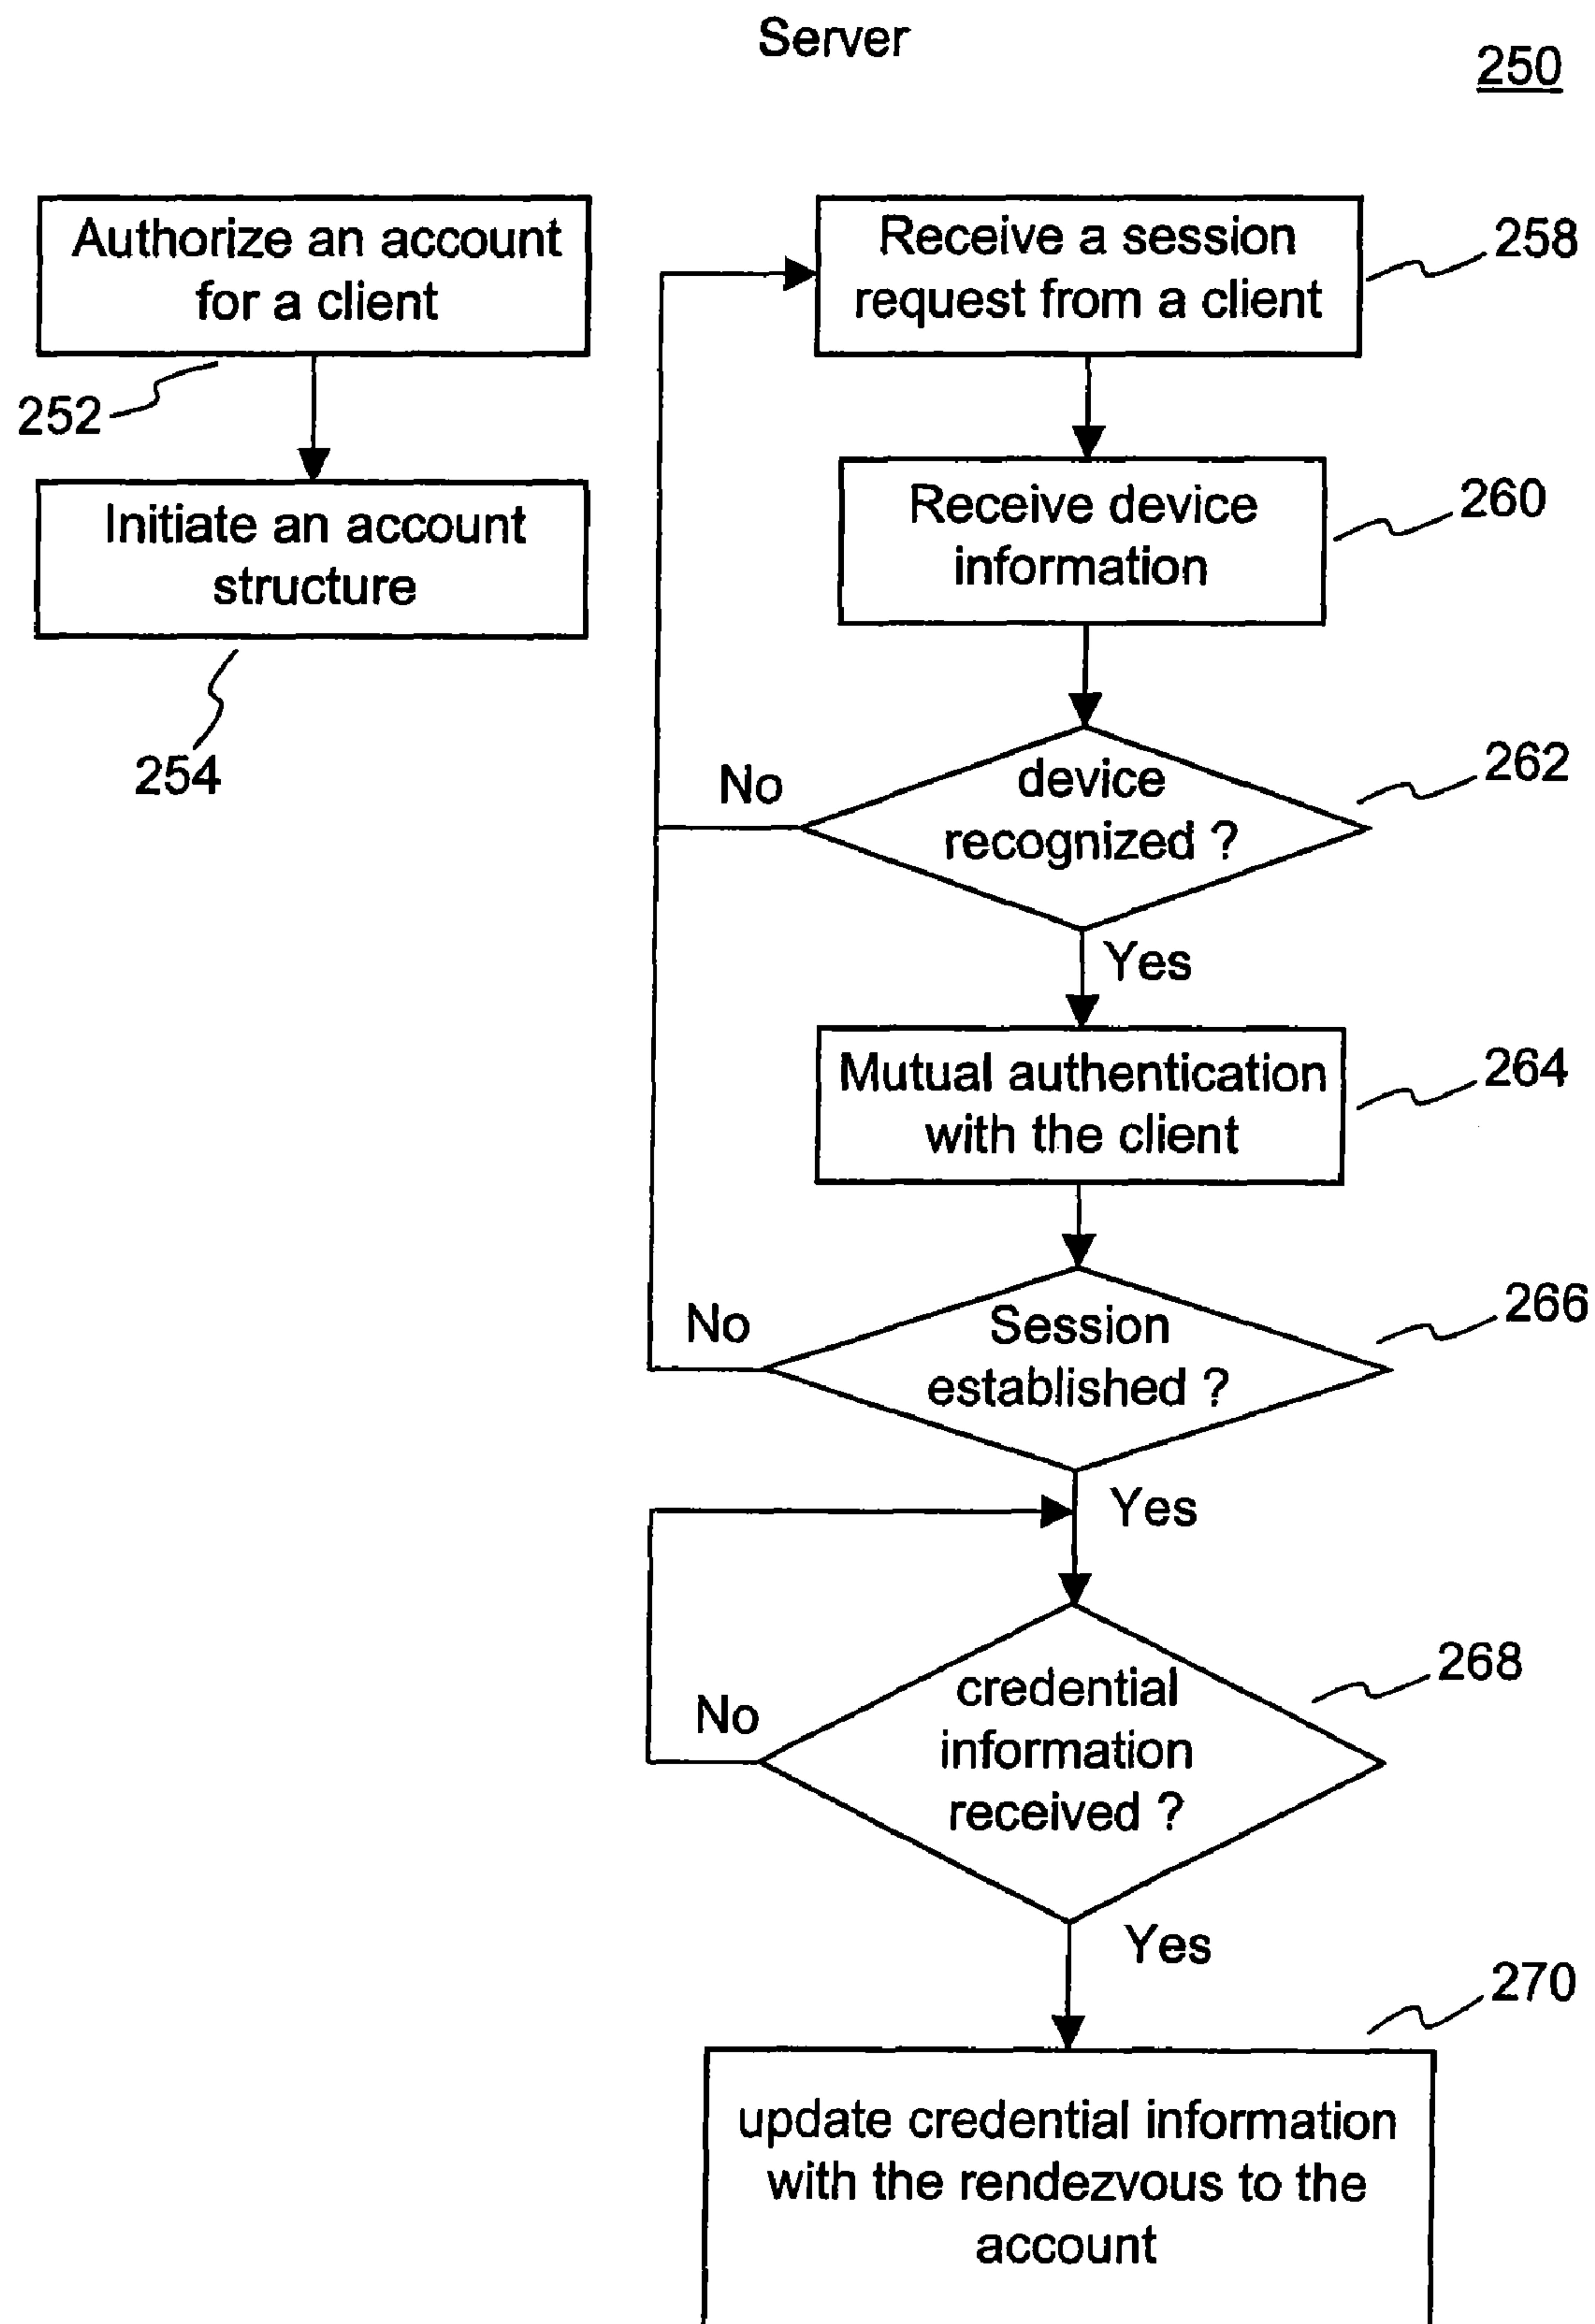 Server
250
Authorize an account
for a client
252
Initiate an account
structure
254
Receive a session
request from a client
258
Receive device
information
260
device
recognized ?
262
No
Yes
Mutual authentication
with the client
264
Session
established ?
266
No
Yes
credential
information
received ?
268
No
Yes
270
update credential information
with the rendezvous to the
account